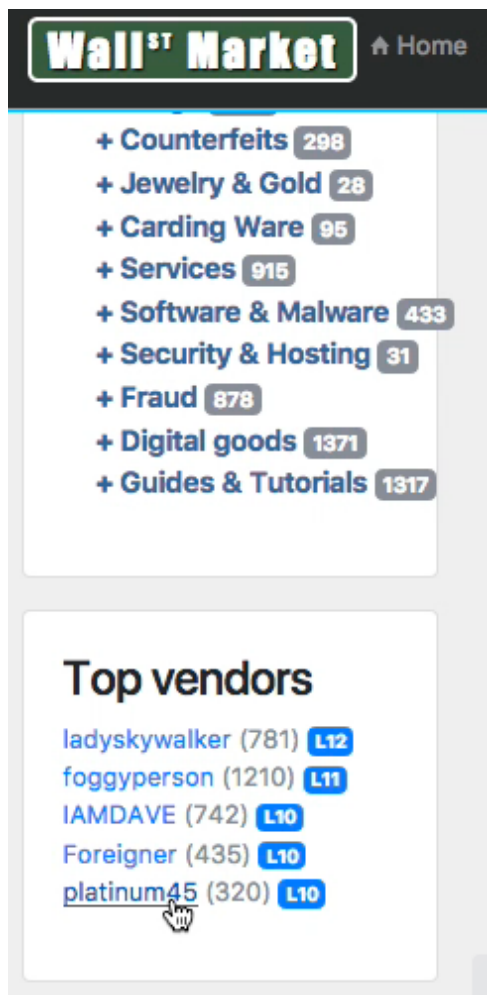 Wall ST Market Home
+ Counterfeits 298
+ Jewelry & Gold 28
+ Carding Ware 95
+ Services 915
+ Software & Malware 433
+ Security & Hosting 31
+ Fraud 878
+ Digital goods 1371
+ Guides & Tutorials 1317
Top vendors
ladyskywalker (781) L12
foggyperson (1210) L11
IAMDAVE (742) L10
Foreigner (435) L10
platinum45 (320) L10